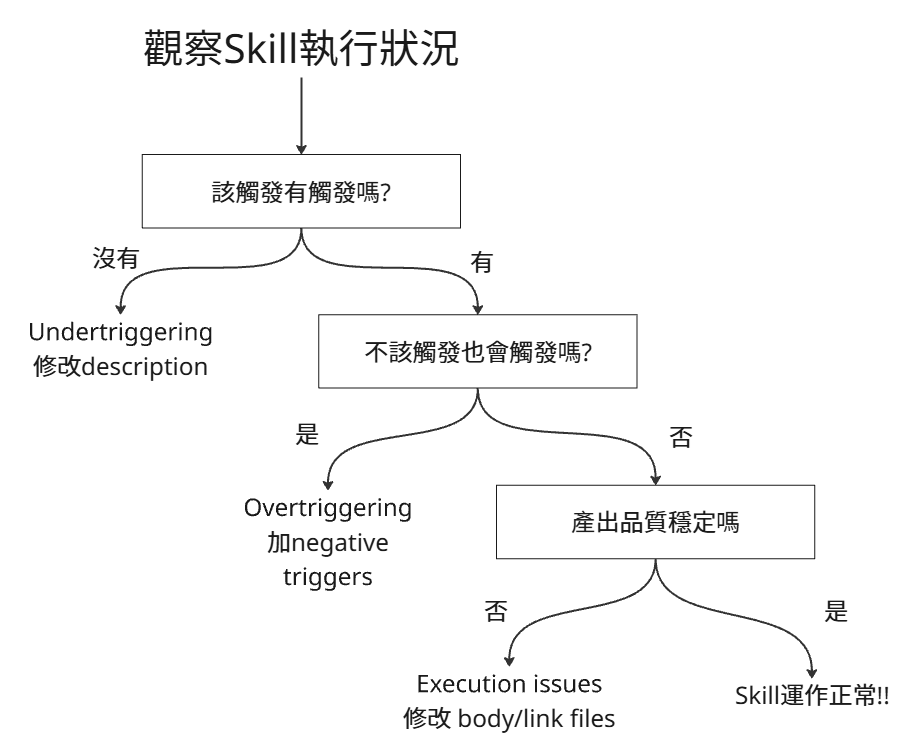 觀察Skill執行狀況
該觸發有觸發嗎?
沒有
有
Undertriggering
修改description
不該觸發也會觸發嗎?
是
否
Overtriggering
加negative
triggers
產出品質穩定嗎
否
是
Execution issues
修改 body/link files
Skill運作正常!!